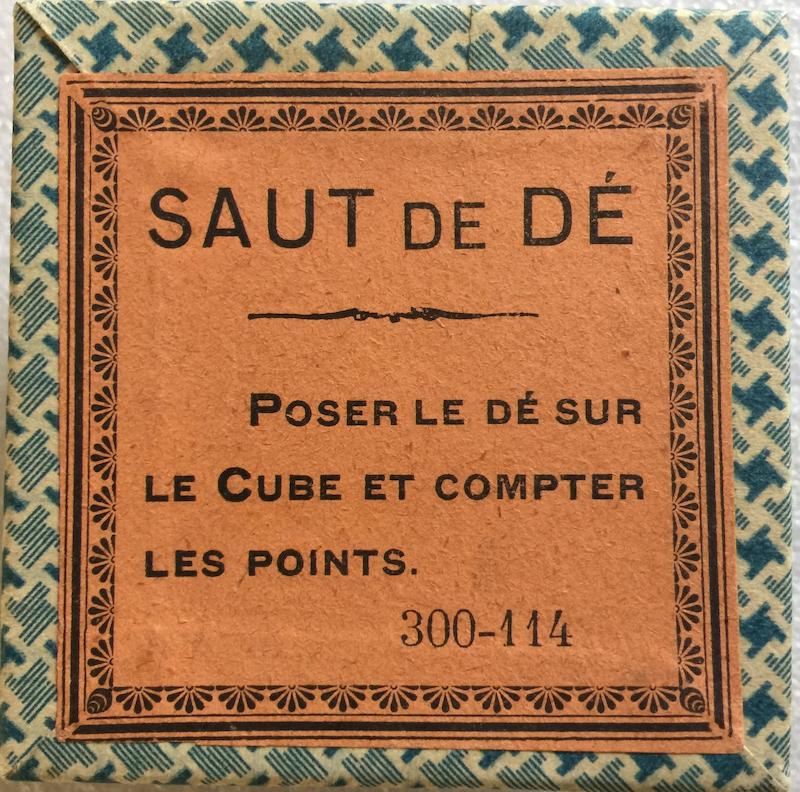 SAUT DE DÉ
POSER LE DÉ SUR
LE CUBE ET COMPTER
LES POINTS.
300-114